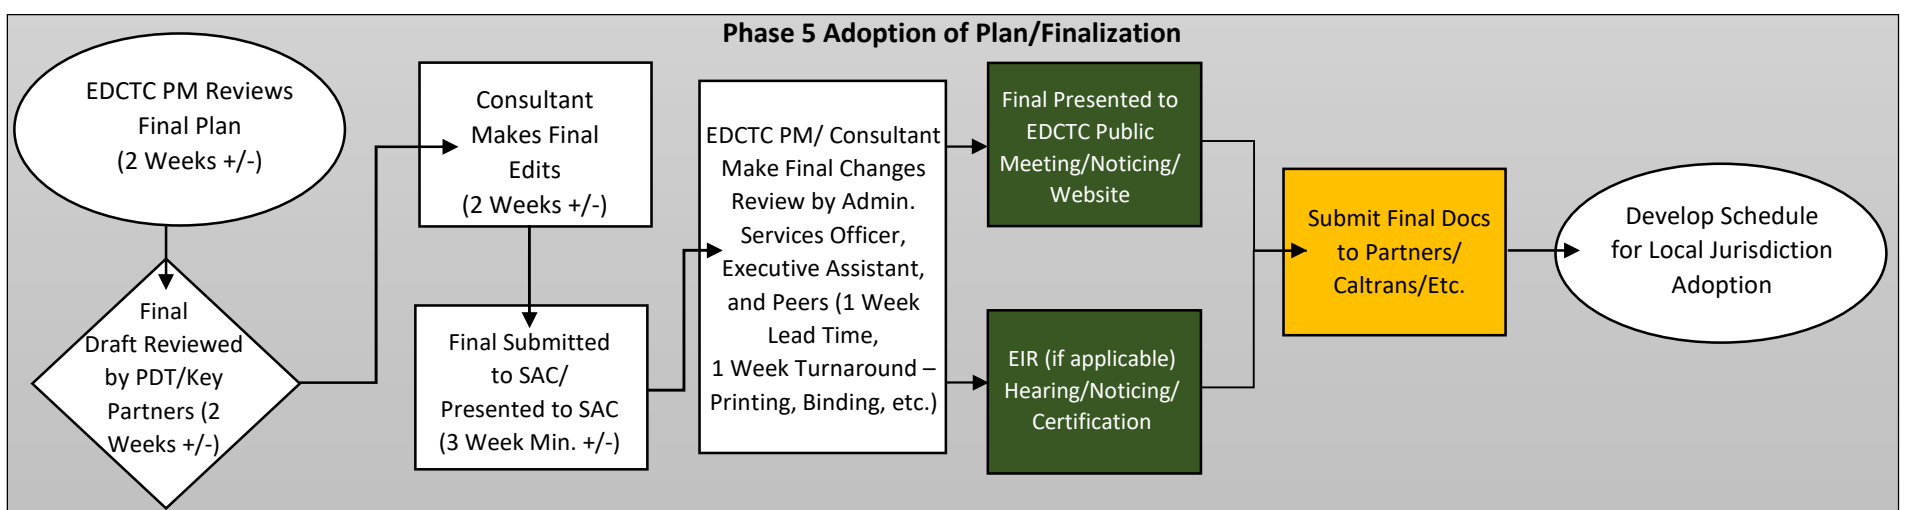 Phase 5 Adoption of Plan/Finalization
EDCTC PM Reviews
Final Plan
(2 Weeks +/-)
Final
Draft Reviewed
by PDT/Key
Partners (2
Weeks +/-)
Consultant
Makes Final
Edits
(2 Weeks +/-)
Final Submitted
to SAC/
Presented to SAC
(3 Week Min. +/-)
EDCTC PM/ Consultant
Make Final Changes
Review by Admin.
Services Officer,
Executive Assistant,
and Peers (1 Week
Lead Time,
1 Week Turnaround –
Printing, Binding, etc.)
Final Presented to
EDCTC Public
Meeting/Noticing/
Website
EIR (if applicable)
Hearing/Noticing/
Certification
Submit Final Docs
to Partners/
Caltrans/Etc.
Develop Schedule
for Local Jurisdiction
Adoption